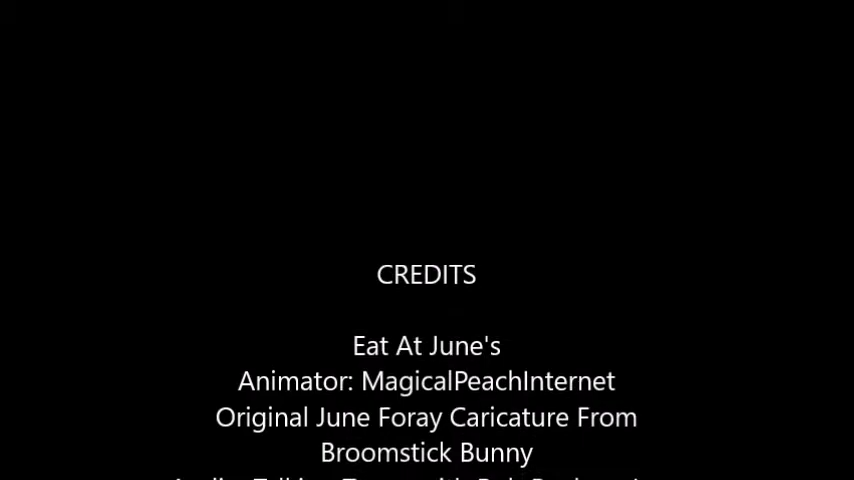 CREDITS
Eat At June's
Animator: MagicalPeachInternet
Original June Foray Caricature From
Broomstick Bunny